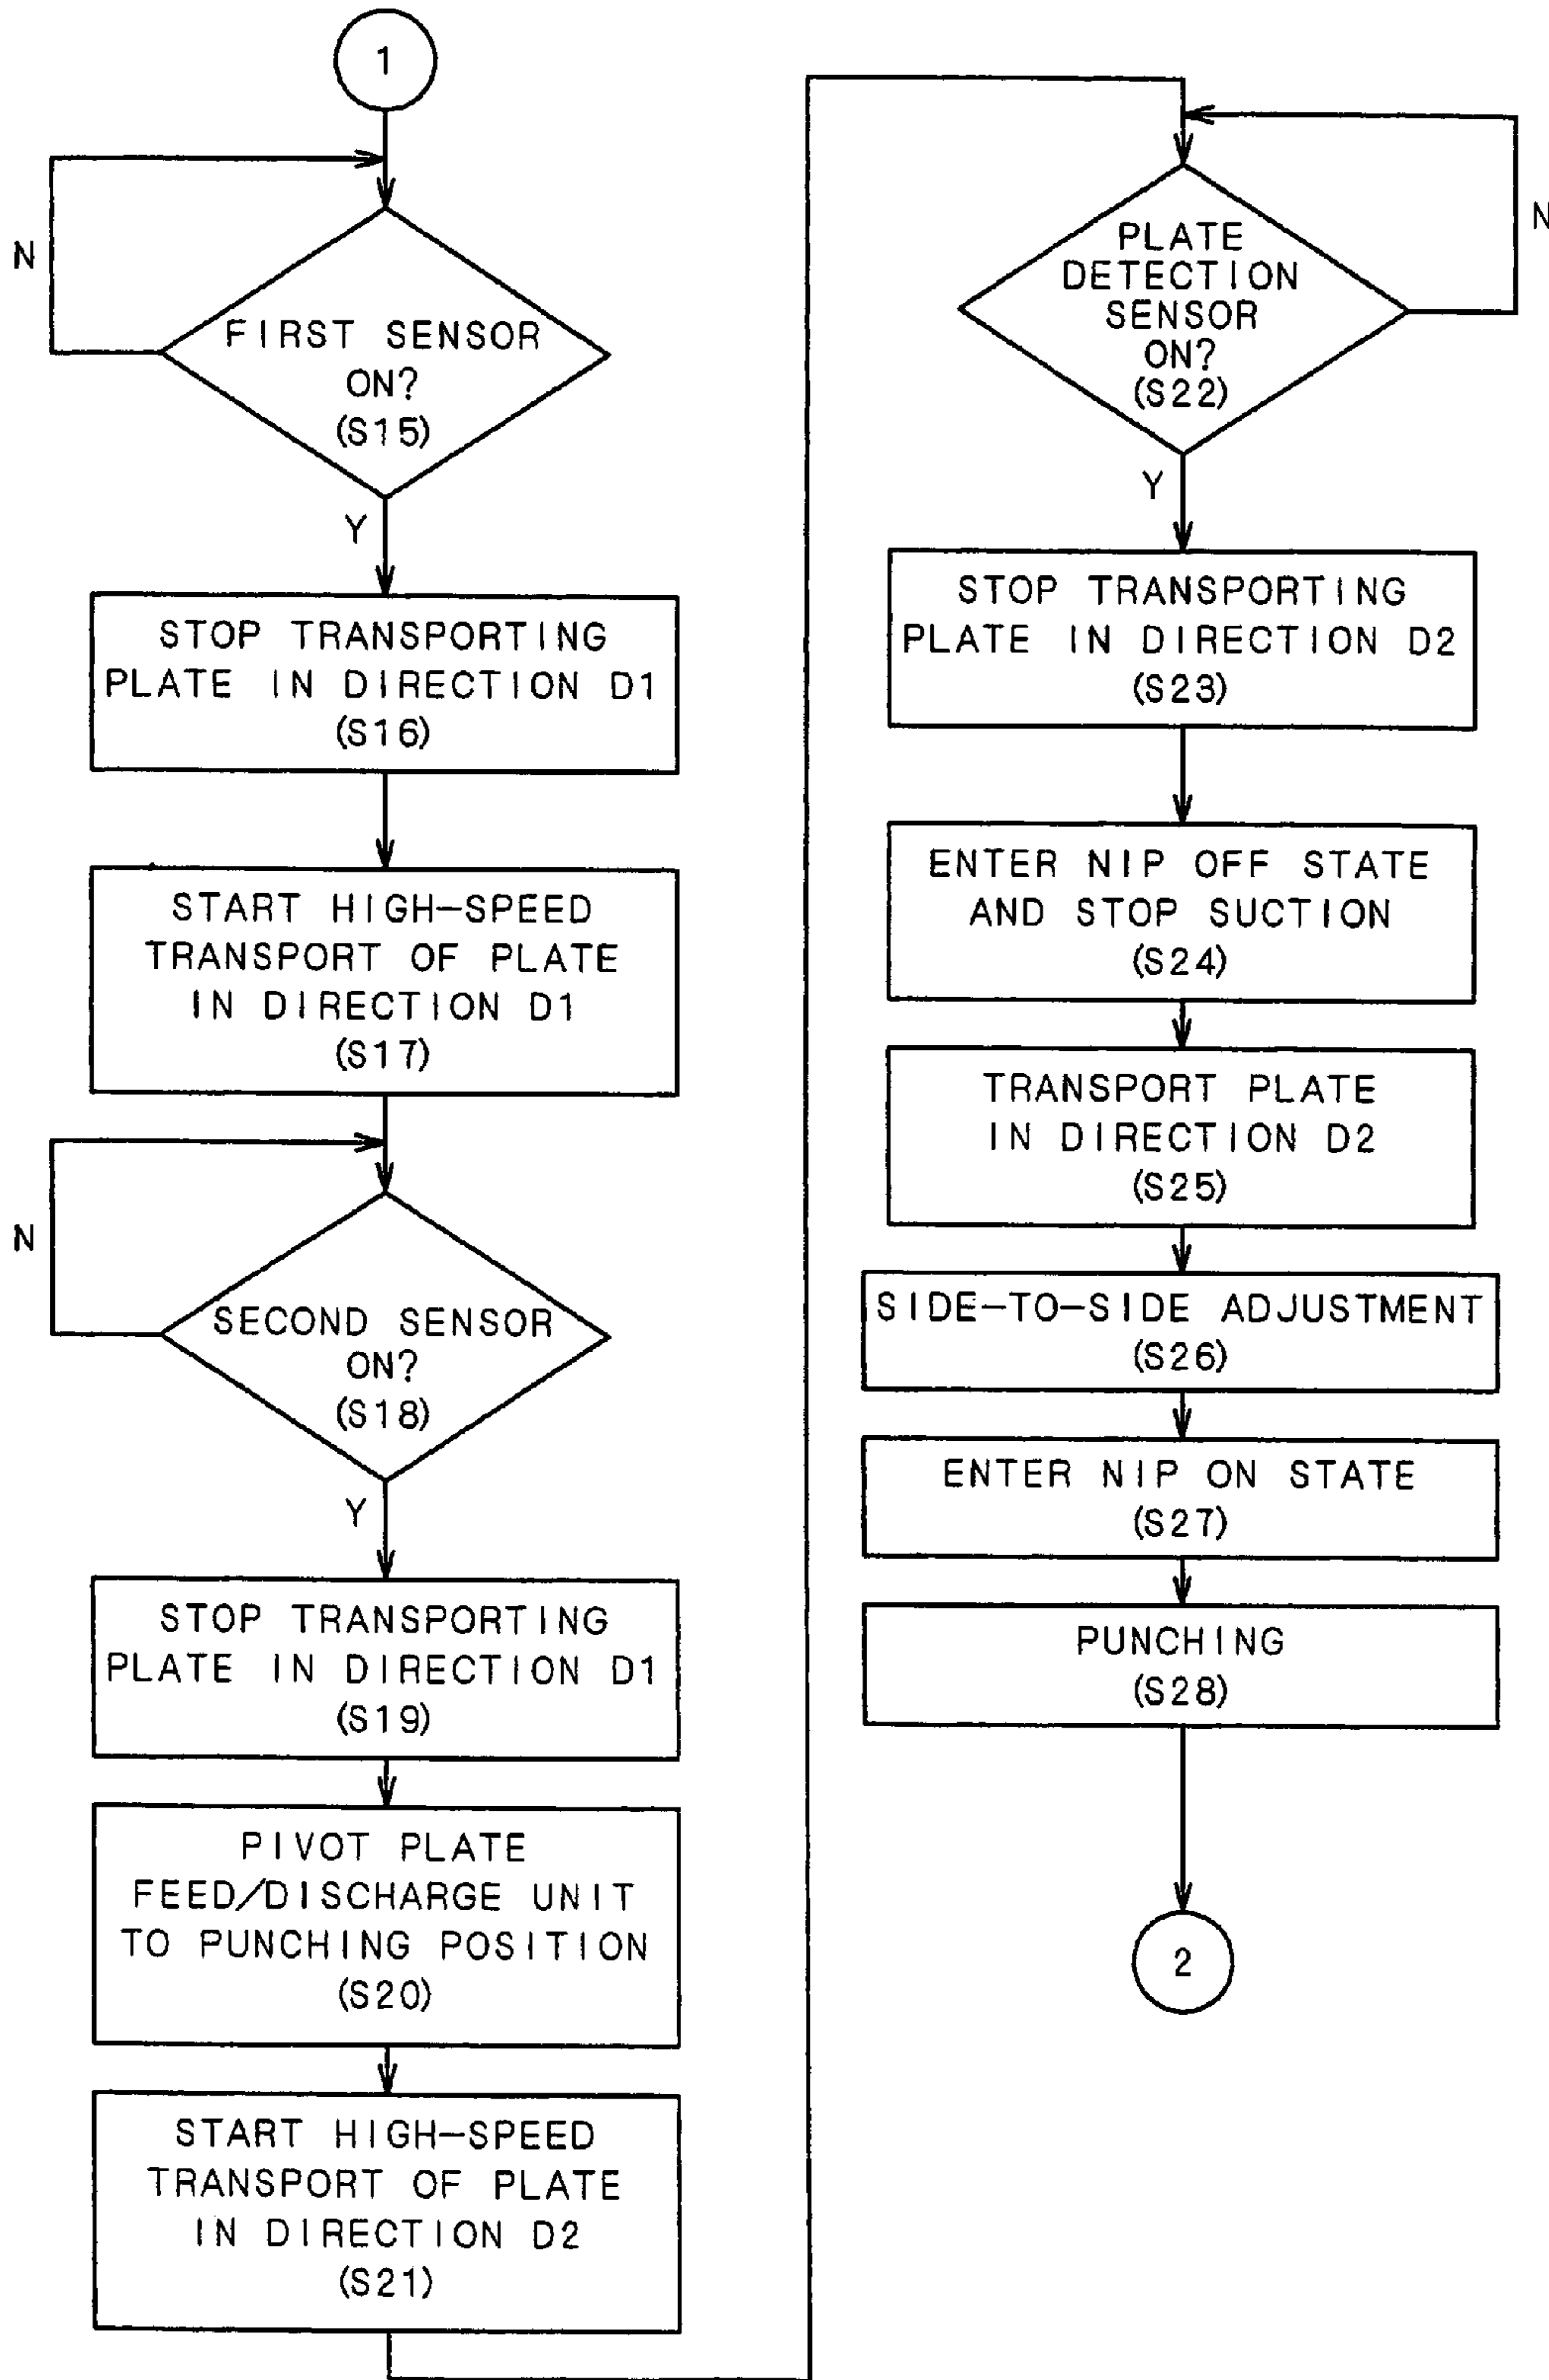 1
N
FIRST SENSOR
ON?
(S15)
Y
STOP TRANSPORTING
PLATE IN DIRECTION D1
(S16)
START HIGH-SPEED
TRANSPORT OF PLATE
IN DIRECTION D1
(S17)
N
SECOND SENSOR
ON?
(S18)
Y
STOP TRANSPORTING
PLATE IN DIRECTION D1
(S19)
PIVOT PLATE
FEED/DISCHARGE UNIT
TO PUNCHING POSITION
(S20)
START HIGH-SPEED
TRANSPORT OF PLATE
IN DIRECTION D2
(S21)
PLATE
DETECTION
SENSOR
ON?
(S22)
N
Y
STOP TRANSPORTING
PLATE IN DIRECTION D2
(S23)
ENTER NIP OFF STATE
AND STOP SUCTION
(S24)
TRANSPORT PLATE
IN DIRECTION D2
(S25)
SIDE-TO-SIDE ADJUSTMENT
(S26)
ENTER NIP ON STATE
(S27)
PUNCHING
(S28)
2